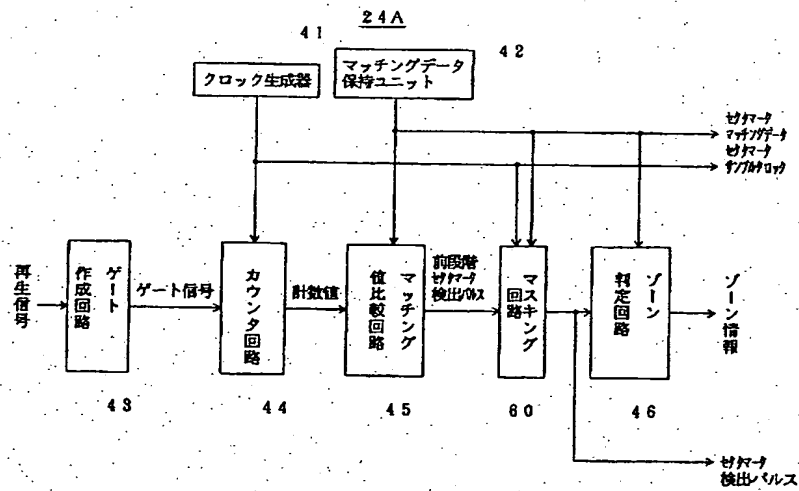 24A
41
42
クロック生成器
マッチングデータ
保持ユニット
セクタマーク
マッチングデータ
セクタマーク
サンプルクロック
再生信号
ゲート
作成回路
ゲート信号
カウンタ回路
計数値
マッチング
値比較回路
前段階
セクタマーク
検出パルス
マスキング
回路
ゾーン
判定回路
ゾーン情報
43
44
45
60
46
セクタマーク
検出パルス